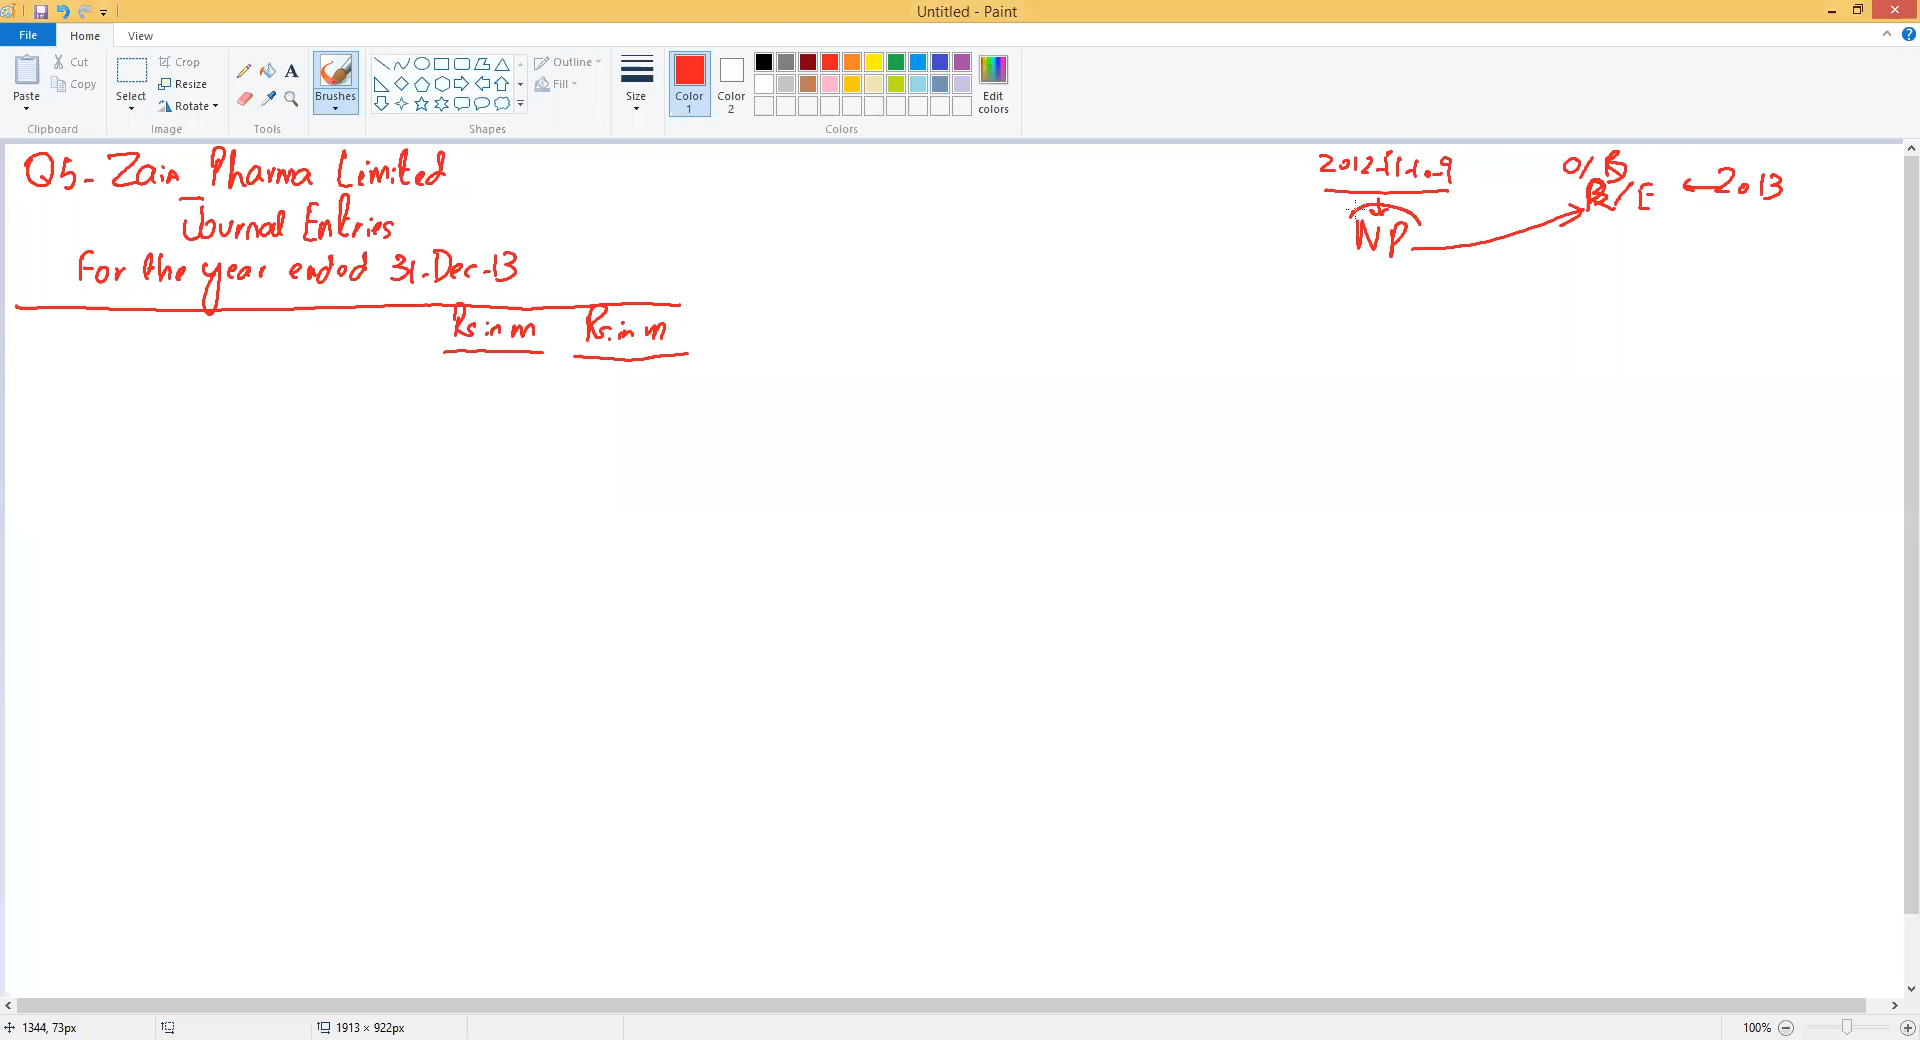 Untitled - Paint
File Home View
Paste Cut Copy Clipboard
Select Crop Resize Rotate Image
Tools
Brushes
Outline Fill Shapes
Size
Color 1 Color 2 Edit colors Colors
Q5- Zain Pharma Limited
Journal Entries
For the year ended 31-Dec-13
Rs in m Rs. in m
O/B
R/E 2013
NP
1344, 73px
1913 × 922px
100%